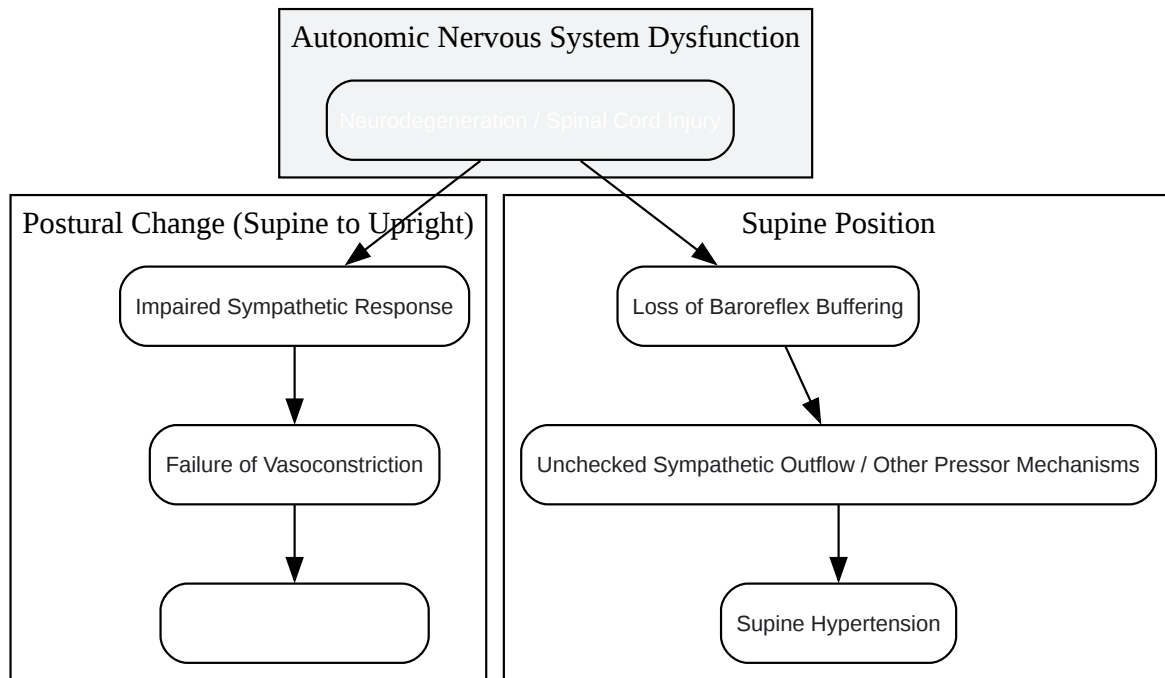 Autonomic Nervous System Dysfunction
Neurodegeneration / Spinal Cord Injury
Postural Change (Supine to Upright)
Supine Position
Impaired Sympathetic Response
Loss of Baroreflex Buffering
Failure of Vasoconstriction
Unchecked Sympathetic Outflow / Other Pressor Mechanisms
Supine Hypertension